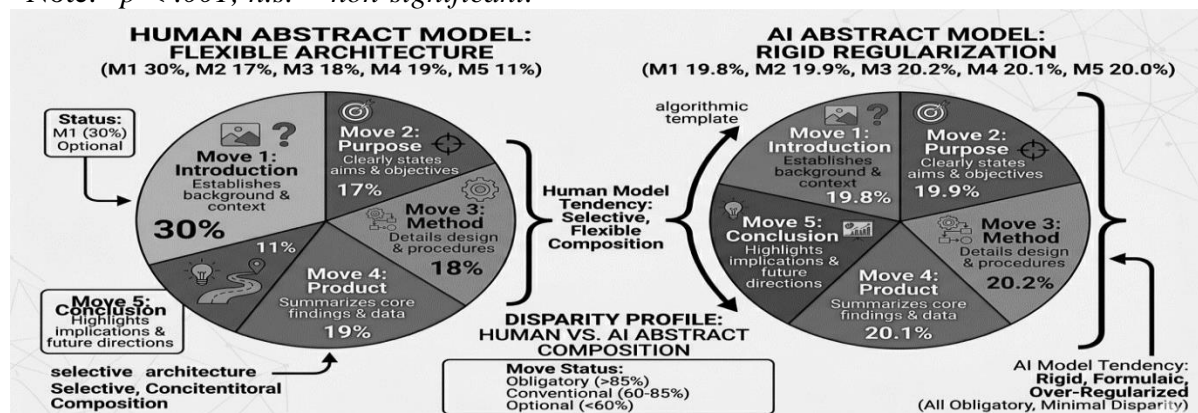 Note. *p < .001; n.s. = non-significant.
HUMAN ABSTRACT MODEL:
FLEXIBLE ARCHITECTURE
(M1 30%, M2 17%, M3 18%, M4 19%, M5 11%)
Status:
M1 (30%)
Optional
Move 1:
Introduction
Establishes
background &
context
30%
Move 2:
Purpose
Clearly states
aims & objectives
17%
Move 3:
Method
Details design
& procedures
18%
Move 4:
Product
Summarizes core
findings & data
19%
11%
Move 5:
Conclusion
Highlights
implications &
future directions
selective architecture
Selective, Concitentitoral
Composition
Human Model
Tendency:
Selective,
Flexible
Composition
DISPARITY PROFILE:
HUMAN VS. AI ABSTRACT
COMPOSITION
Move Status:
Obligatory (>85%)
Conventional (60-85%)
Optional (<60%)
AI ABSTRACT MODEL:
RIGID REGULARIZATION
(M1 19.8%, M2 19.9%, M3 20.2%, M4 20.1%, M5 20.0%)
algorithmic
template
Move 1:
Introduction
Establishes
background &
context
19.8%
Move 2:
Purpose
Clearly states
aims & objectives
19.9%
Move 3:
Method
Details design
& procedures
20.2%
Move 4:
Product
Summarizes core
findings & data
20.1%
Move 5:
Conclusion
Highlights
implications
& future
directions
AI Model Tendency:
Rigid, Formulaic,
Over-Regularized
(All Obligatory, Minimal Disparity)